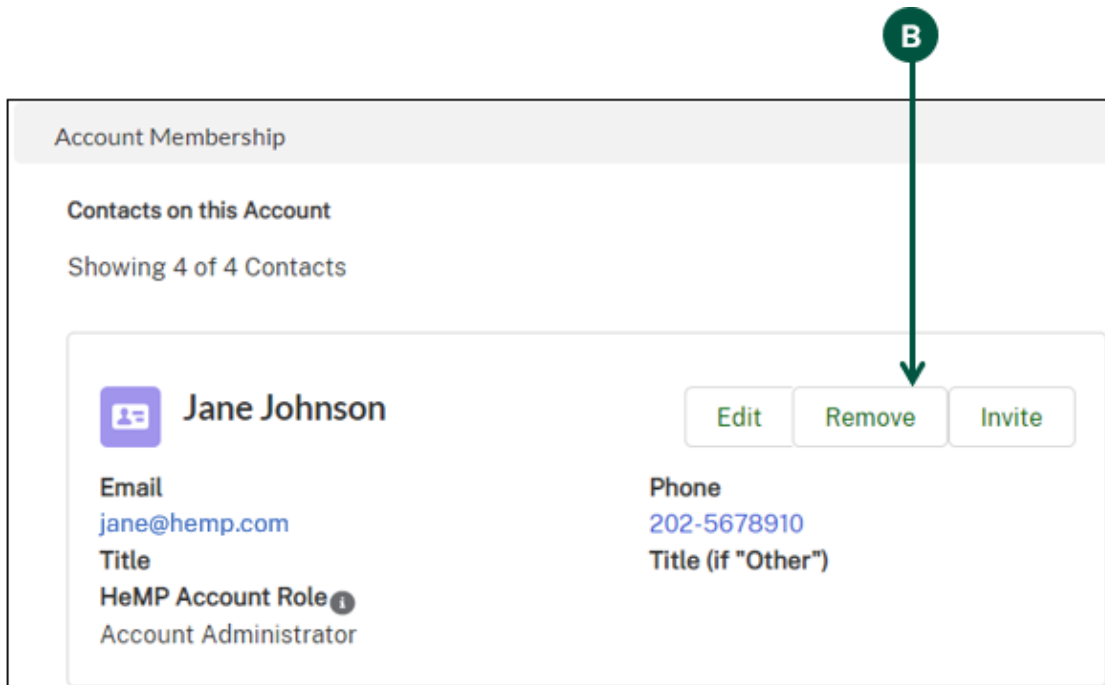 B
Account Membership
Contacts on this Account
Showing 4 of 4 Contacts
Jane Johnson
Edit Remove Invite
Email Phone
jane@hemp.com 202-5678910
Title Title (if "Other")
HeMP Account Role
Account Administrator